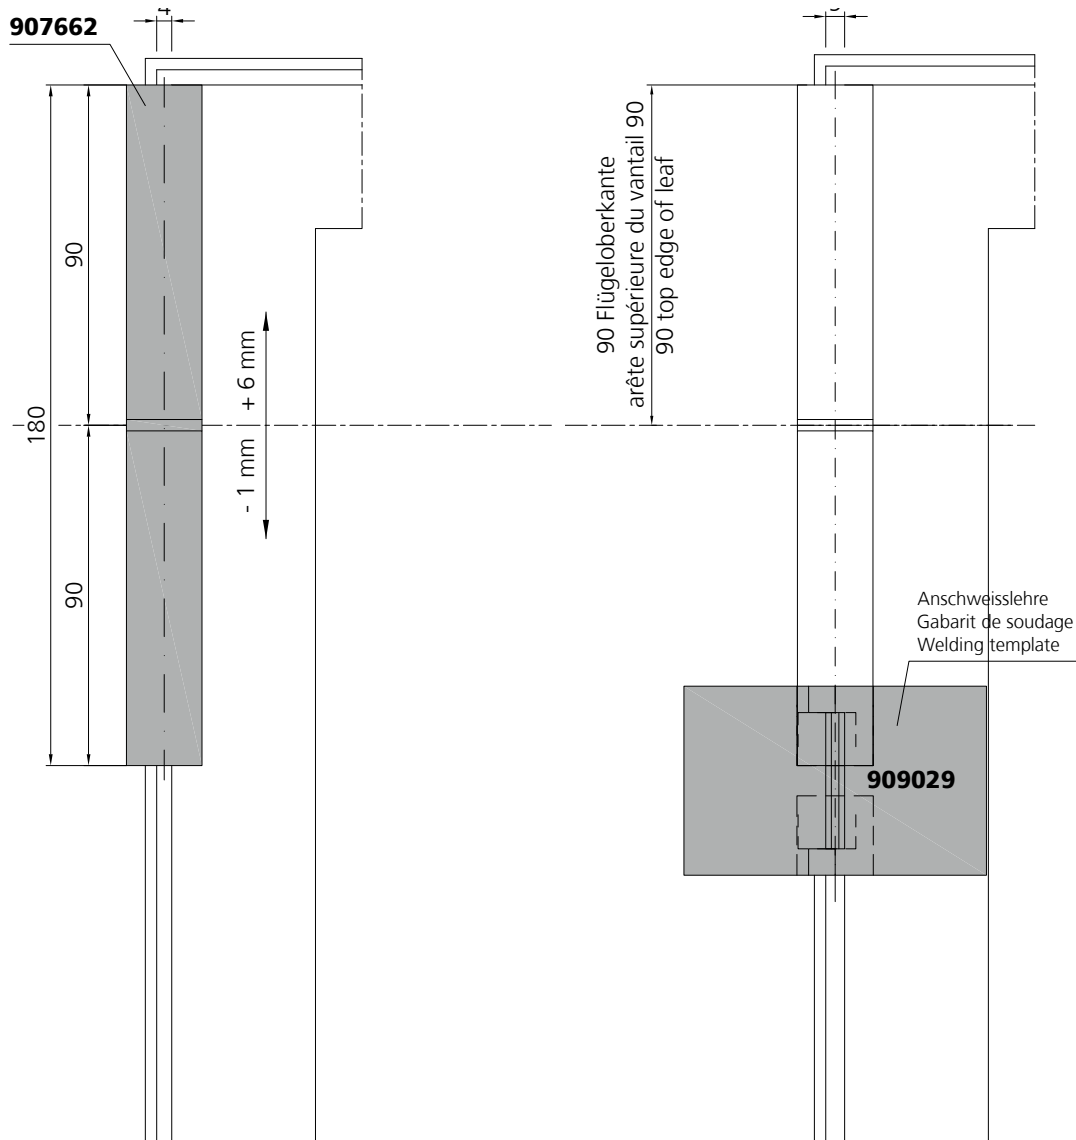 907662
90
180
90
+ 6 mm
- 1 mm
90 Flügeloberkante
arête supérieure du vantail 90
90 top edge of leaf
Anschweisslehre
Gabarit de soudage
Welding template
909029